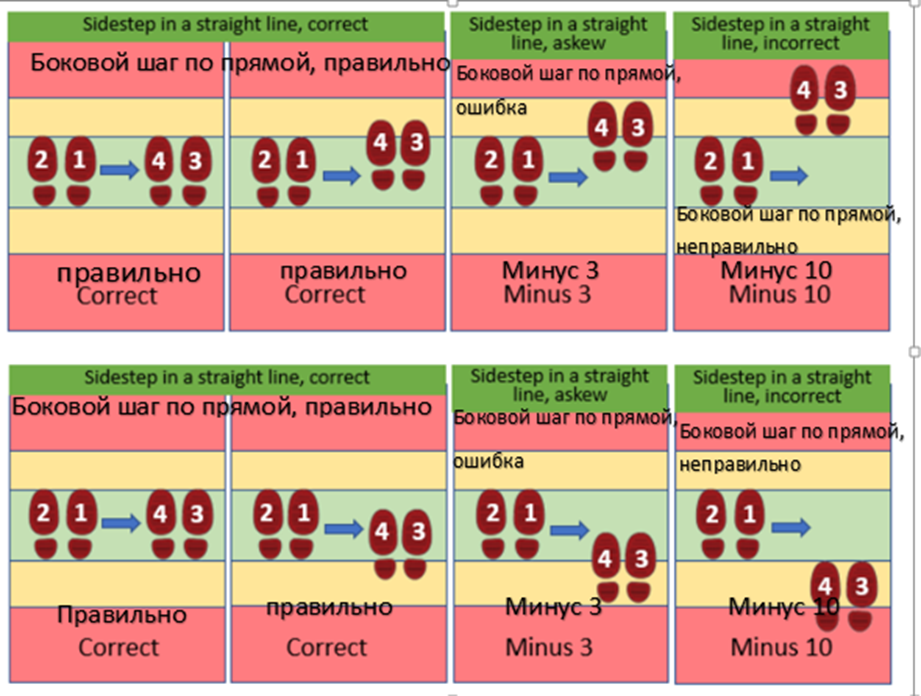 Sidestep in a straight line, correct
Боковой шаг по прямой, правильно
2 1 4 3
правильно
Correct
2 1 4 3
правильно
Correct
Sidestep in a straight
line, askew
Боковой шаг по прямой,
ошибка
4 3
2 1
Минус 3
Minus 3
Sidestep in a straight
line, incorrect
4 3
2 1
Боковой шаг по прямой,
неправильно
Минус 10
Minus 10
Sidestep in a straight line, correct
Боковой шаг по прямой, правильно
2 1 4 3
Правильно
Correct
2 1 4 3
правильно
Correct
Sidestep in a straight
line, askew
Боковой шаг по прямой,
ошибка
2 1
4 3
Минус 3
Minus 3
Sidestep in a straight
line, incorrect
Боковой шаг по прямой,
неправильно
2 1
4 3
Минус 10
Minus 10